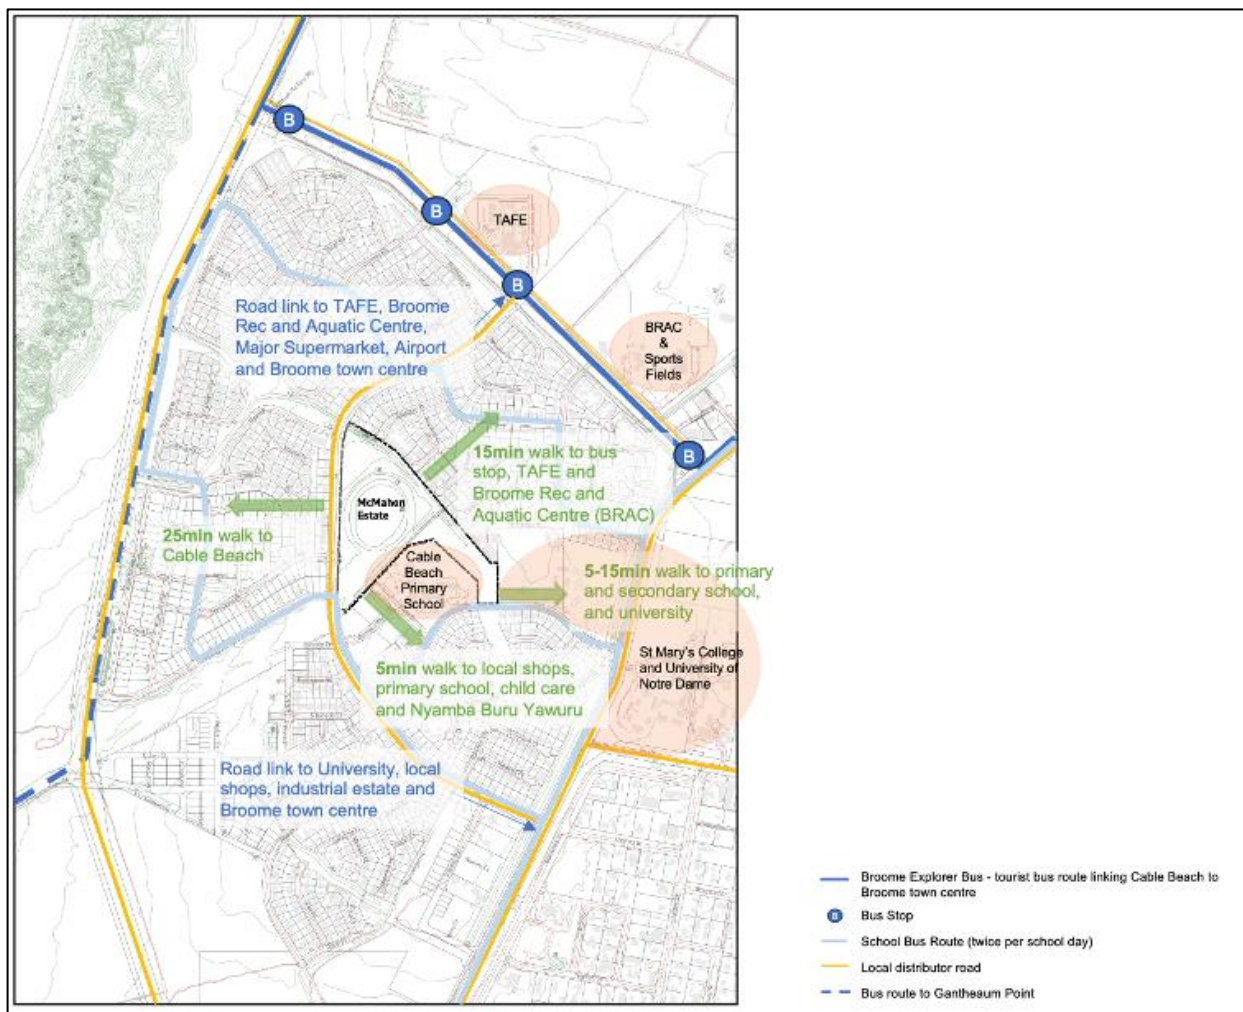 B
B
TAFE
B
Road link to TAFE, Broome
Rec and Aquatic Centre,
Major Supermarket, Airport
and Broome town centre
BRAC
&
Sports
Fields
B
15min walk to bus
stop, TAFE and
Broome Rec and
Aquatic Centre (BRAC)
McMahon
Estate
25min walk to
Cable Beach
Cable
Beach
Primary
School
5-15min walk to primary
and secondary school,
and university
St Mary's College
and University of
Notre Dame
5min walk to local shops,
primary school, child care
and Nyamba Buru Yawuru
Road link to University, local
shops, industrial estate and
Broome town centre
Broome Explorer Bus - tourist bus route linking Cable Beach to
Broome town centre
B Bus Stop
School Bus Route (twice per school day)
Local distributor road
Bus route to Gantheaum Point